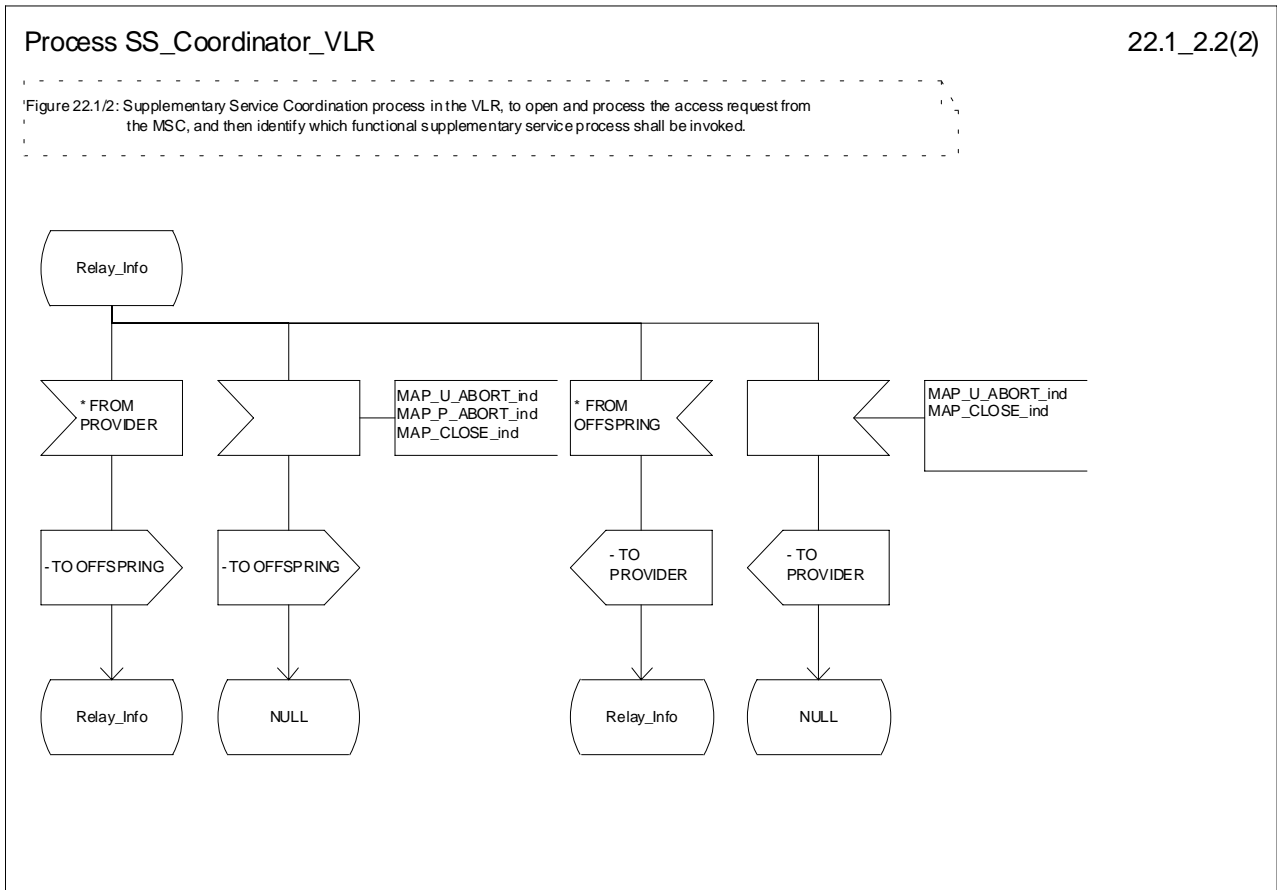 Process SS_Coordinator_VLR
22.1_2.2(2)
Figure 22.1/2: Supplementary Service Coordination process in the VLR, to open and process the access request from
the MSC, and then identify which functional supplementary service process shall be invoked.
Relay_Info
* FROM
PROVIDER
MAP_U_ABORT_ind
MAP_P_ABORT_ind
MAP_CLOSE_ind
* FROM
OFFSPRING
MAP_U_ABORT_ind
MAP_CLOSE_ind
- TO OFFSPRING
- TO OFFSPRING
- TO
PROVIDER
- TO
PROVIDER
Relay_Info
NULL
Relay_Info
NULL